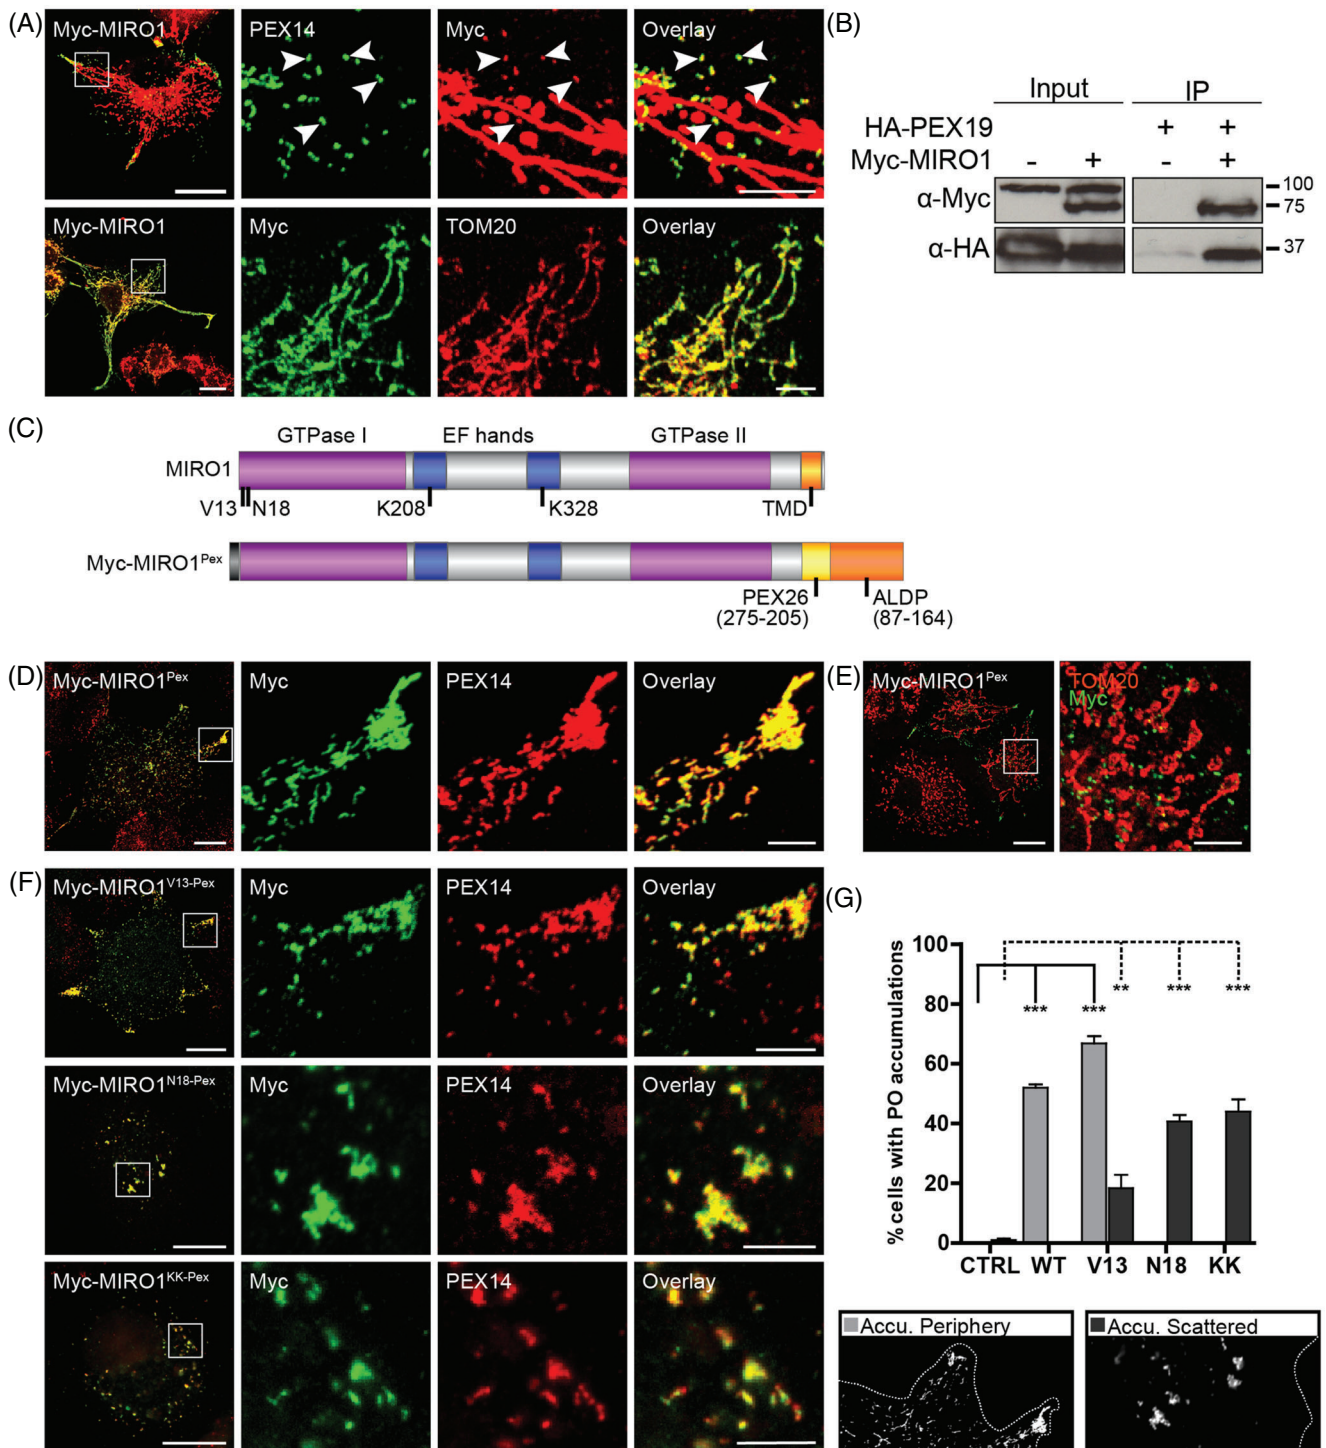 (A)
Myc-MIRO1
PEX14
Myc
Overlay
Myc-MIRO1
Myc
TOM20
Overlay
(B)
Input
IP
HA-PEX19
+
+
Myc-MIRO1
-
+
-
+
α-Myc
100
75
α-HA
37
(C)
GTPase I
EF hands
GTPase II
MIRO1
V13
N18
K208
K328
TMD
Myc-MIRO1Pex
PEX26
(275-205)
ALDP
(87-164)
(D)
Myc-MIRO1Pex
Myc
PEX14
Overlay
(E)
Myc-MIRO1Pex
TOM20
Myc
(F)
Myc-MIRO1V13-Pex
Myc
PEX14
Overlay
Myc-MIRO1N18-Pex
Myc
PEX14
Overlay
Myc-MIRO1KK-Pex
Myc
PEX14
Overlay
(G)
% cells with PO accumulations
100
80
60
40
20
0
***
***
**
***
***
CTRL WT V13 N18 KK
Accu. Periphery
Accu. Scattered